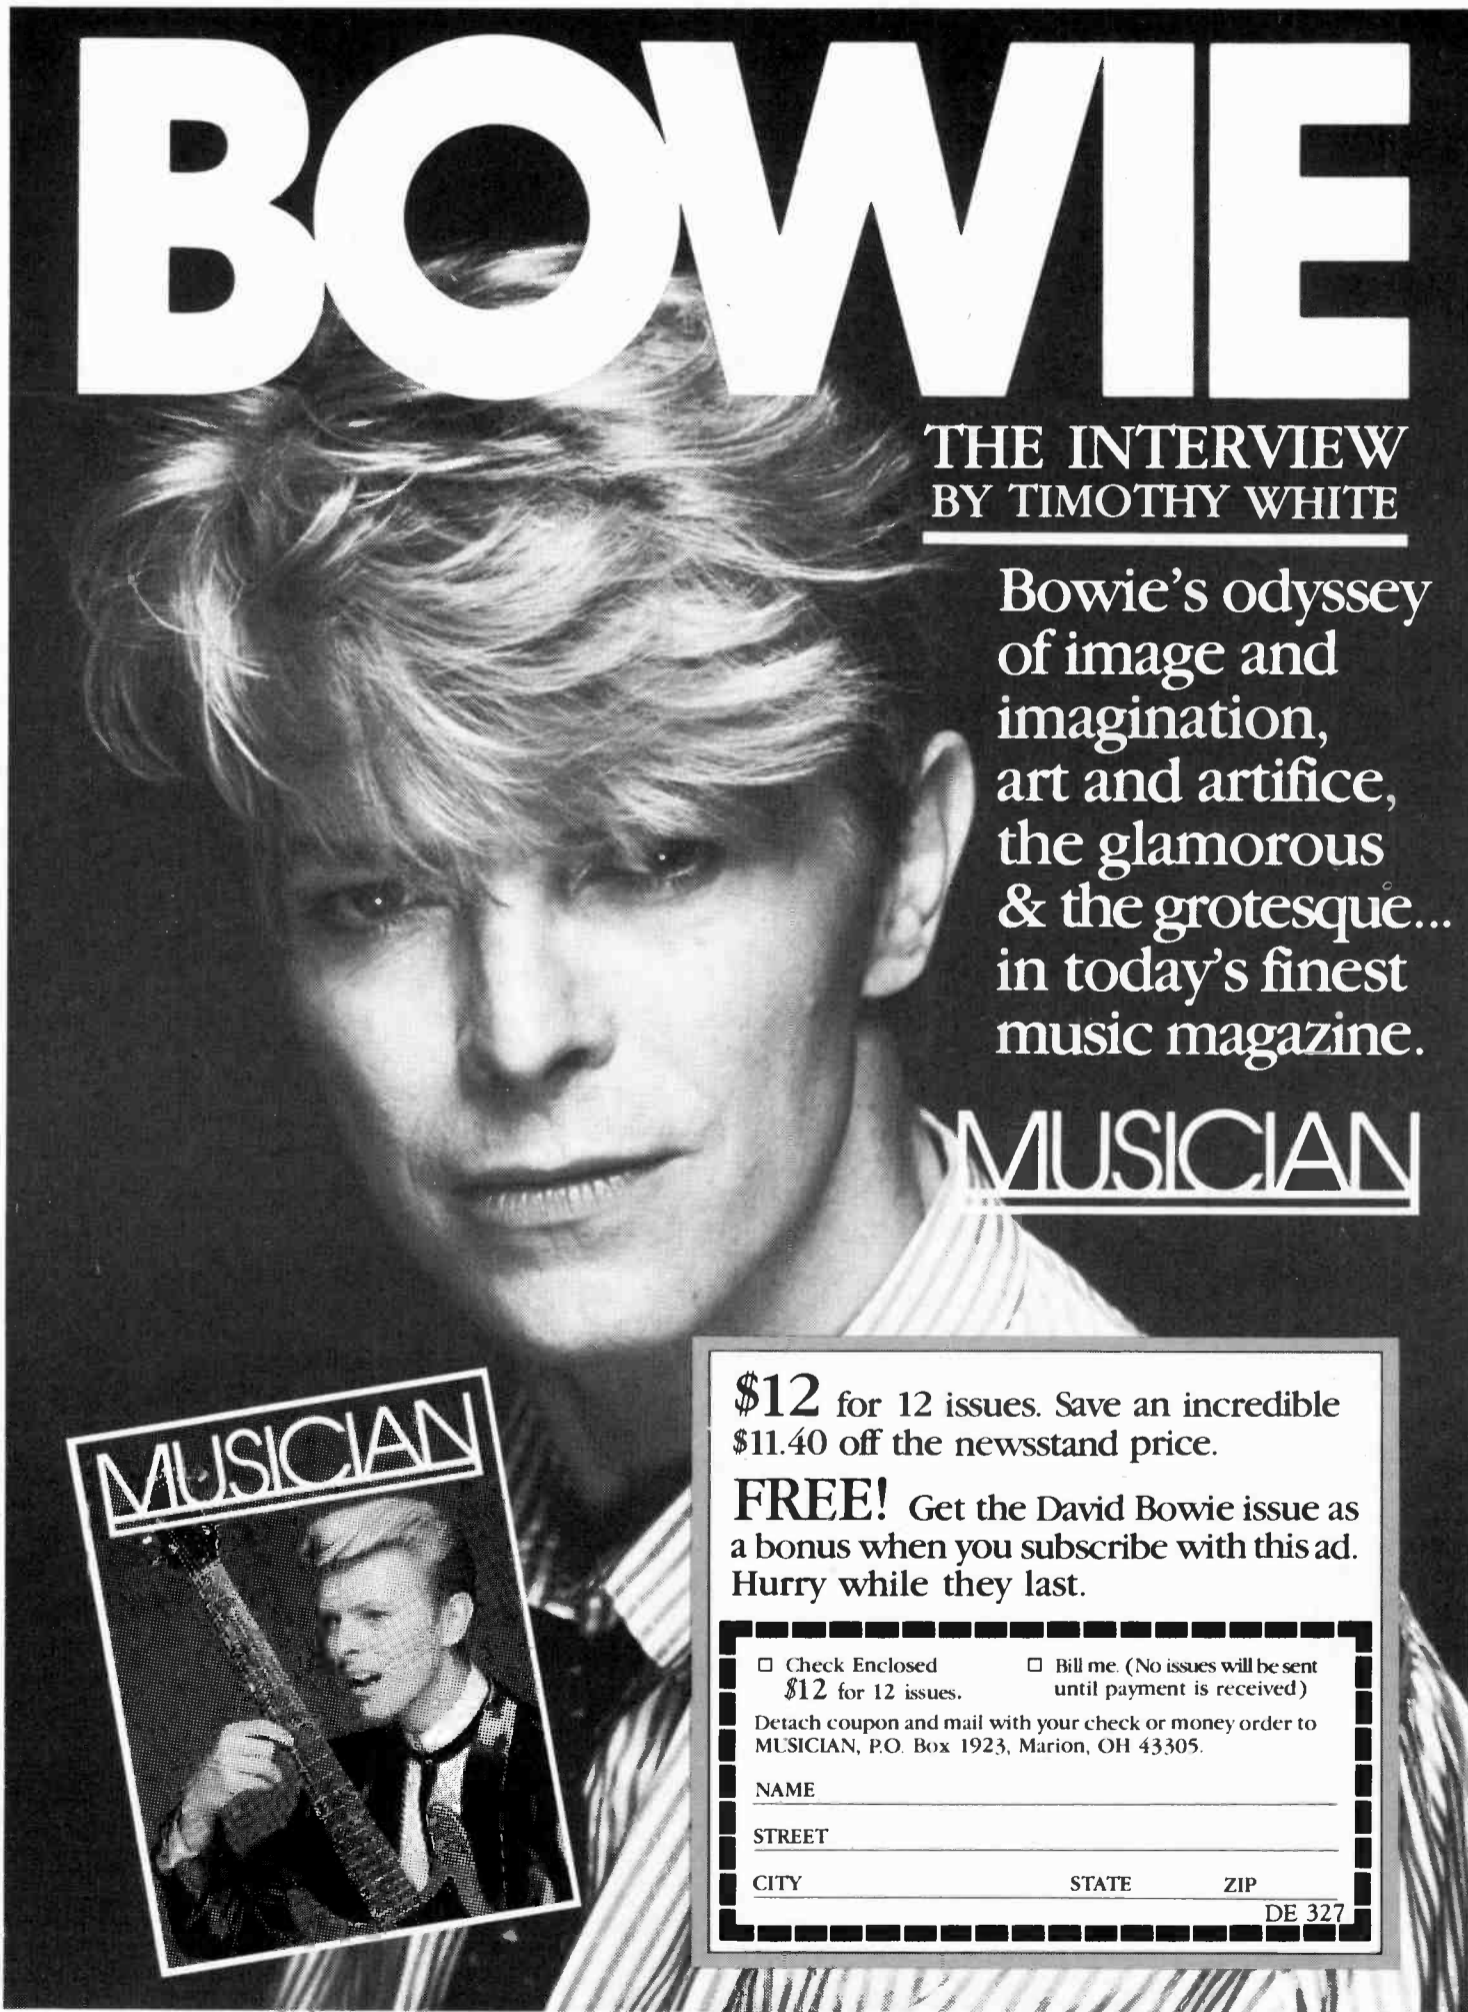 BOWIE
THE INTERVIEW
BY TIMOTHY WHITE
Bowie's odyssey
of image and
imagination,
art and artifice,
the glamorous
& the grotesque...
in today's finest
music magazine.
MUSICIAN
MUSICIAN
$12 for 12 issues. Save an incredible
$11.40 off the newsstand price.
FREE! Get the David Bowie issue as
a bonus when you subscribe with this ad.
Hurry while they last.
☐ Check Enclosed
$12 for 12 issues.
☐ Bill me. (No issues will be sent
until payment is received)
Detach coupon and mail with your check or money order to
MUSICIAN, P.O. Box 1923, Marion, OH 43305.
NAME
STREET
CITY STATE ZIP
DE 327